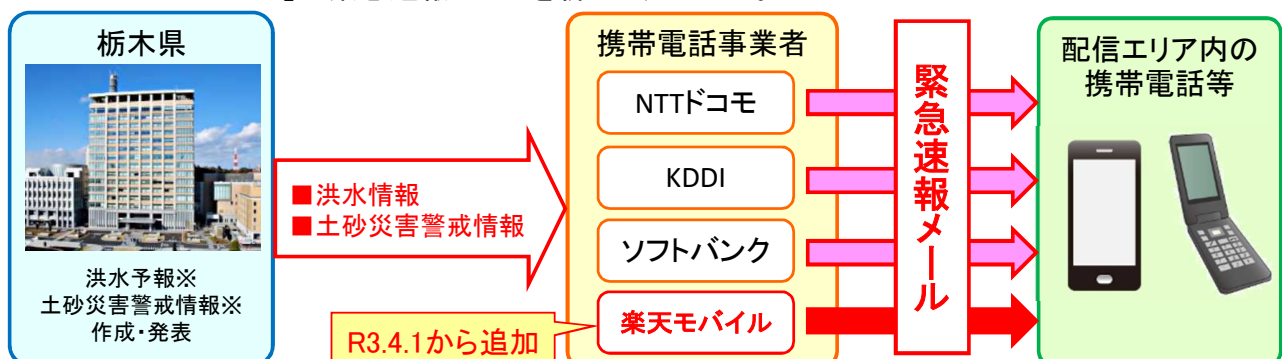 栃木県
洪水予報※
土砂災害警戒情報※
作成・発表
■洪水情報
■土砂災害警戒情報
携帯電話事業者
NTTドコモ
KDDI
ソフトバンク
楽天モバイル
R3.4.1から追加
緊急速報メール
配信エリア内の
携帯電話等